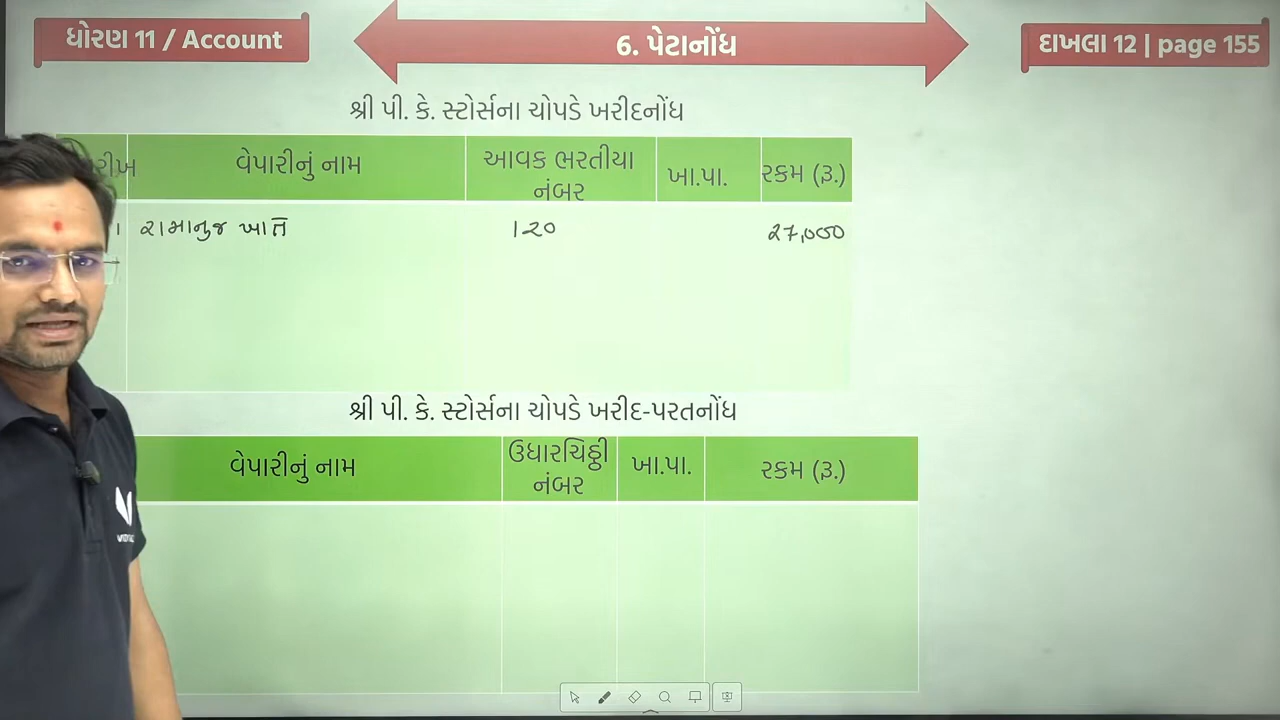 ધોરણ 11 / Account
6. પેટાનોંધ
દાખલા 12 | page 155
શ્રી પી. કે. સ્ટોર્સના ચોપડે ખરીદનોંધ
વેપારીનું નામ આવક ભરતીયા નંબર ખા.પા. રકમ (રૂ.)
1 રામાનુજ ખાતે 120 27,000
શ્રી પી. કે. સ્ટોર્સના ચોપડે ખરીદ-પરતનોંધ
વેપારીનું નામ ઉધારચિઠ્ઠી નંબર ખા.પા. રકમ (રૂ.)